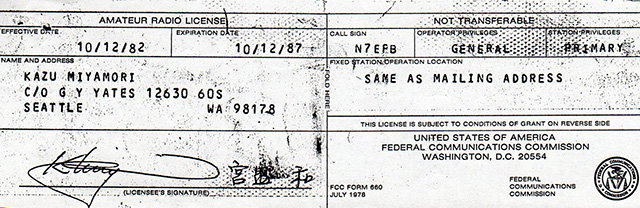 AMATEUR RADIO LICENSE
NOT TRANSFERABLE
EFFECTIVE DATE
EXPIRATION DATE
CALL SIGN
OPERATOR PRIVILEGES
STATION PRIVILEGES
10/12/82
10/12/87
N7EFB
GENERAL
PRIMARY
NAME AND ADDRESS
KAZU MIYAMORI
C/O G Y YATES 12630 60S
SEATTLE WA 98178
FOLD HERE
FIXED STATION OPERATION LOCATION
SAME AS MAILING ADDRESS
THIS LICENSE IS SUBJECT TO CONDITIONS OF GRANT ON REVERSE SIDE
UNITED STATES OF AMERICA
FEDERAL COMMUNICATIONS COMMISSION
WASHINGTON, D.C. 20554
(LICENSEE'S SIGNATURE)
FCC FORM 660
JULY 1978
FEDERAL
COMMUNICATIONS
COMMISSION